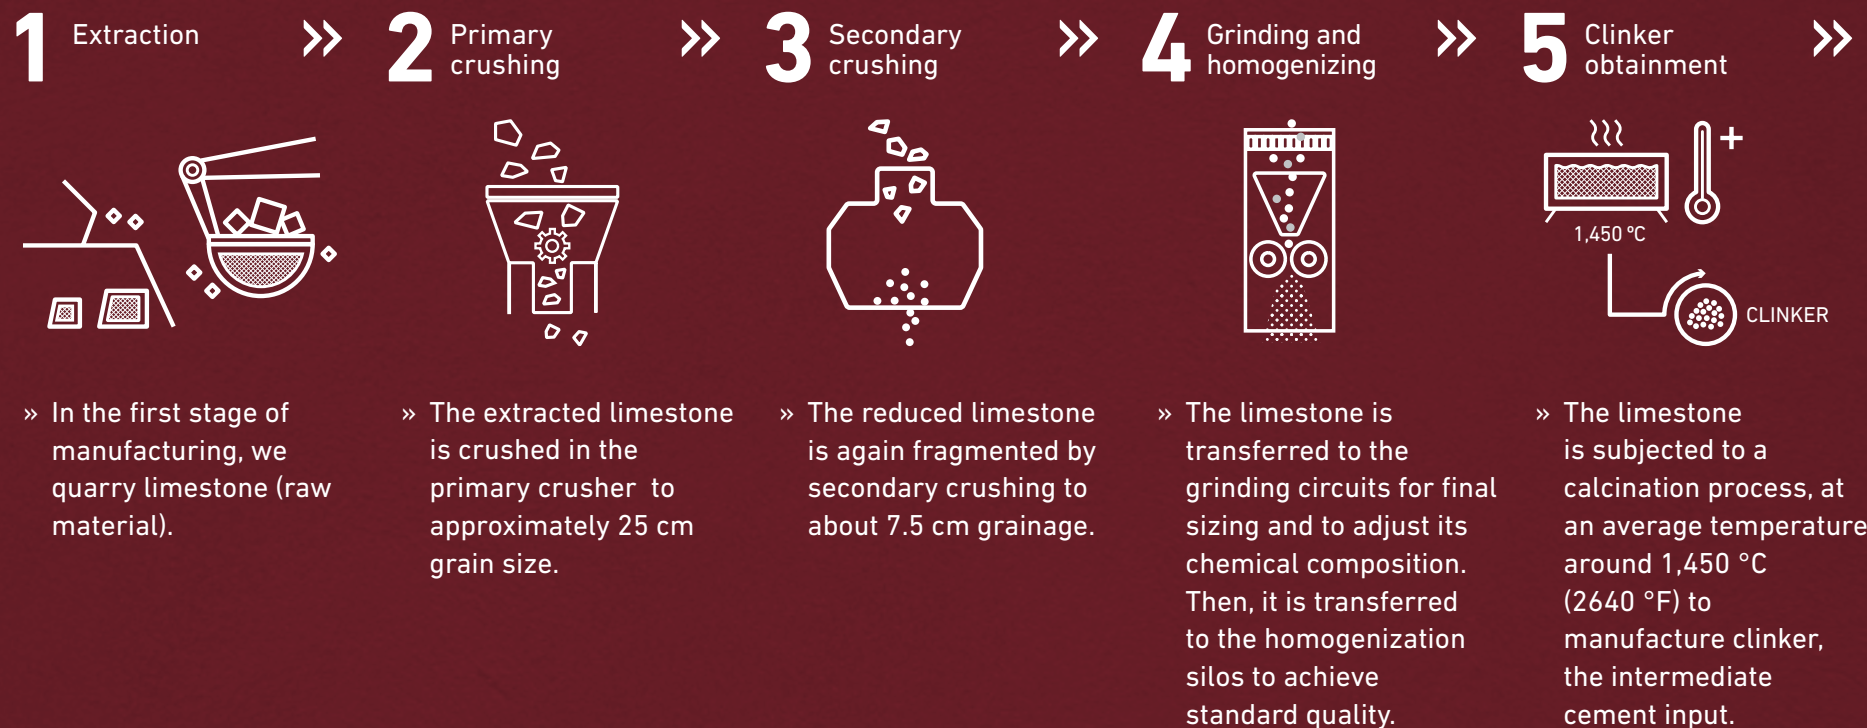 1 Extraction »
2 Primary
crushing »
3 Secondary
crushing »
4 Grinding and
homogenizing »
5 Clinker
obtainment »
1,450 ºC
CLINKER
» In the first stage of
manufacturing, we
quarry limestone (raw
material).
» The extracted limestone
is crushed in the
primary crusher to
approximately 25 cm
grain size.
» The reduced limestone
is again fragmented by
secondary crushing to
about 7.5 cm grainage.
» The limestone is
transferred to the
grinding circuits for final
sizing and to adjust its
chemical composition.
Then, it is transferred
to the homogenization
silos to achieve
standard quality.
» The limestone
is subjected to a
calcination process, at
an average temperature
around 1,450 °C
(2640 °F) to
manufacture clinker,
the intermediate
cement input.